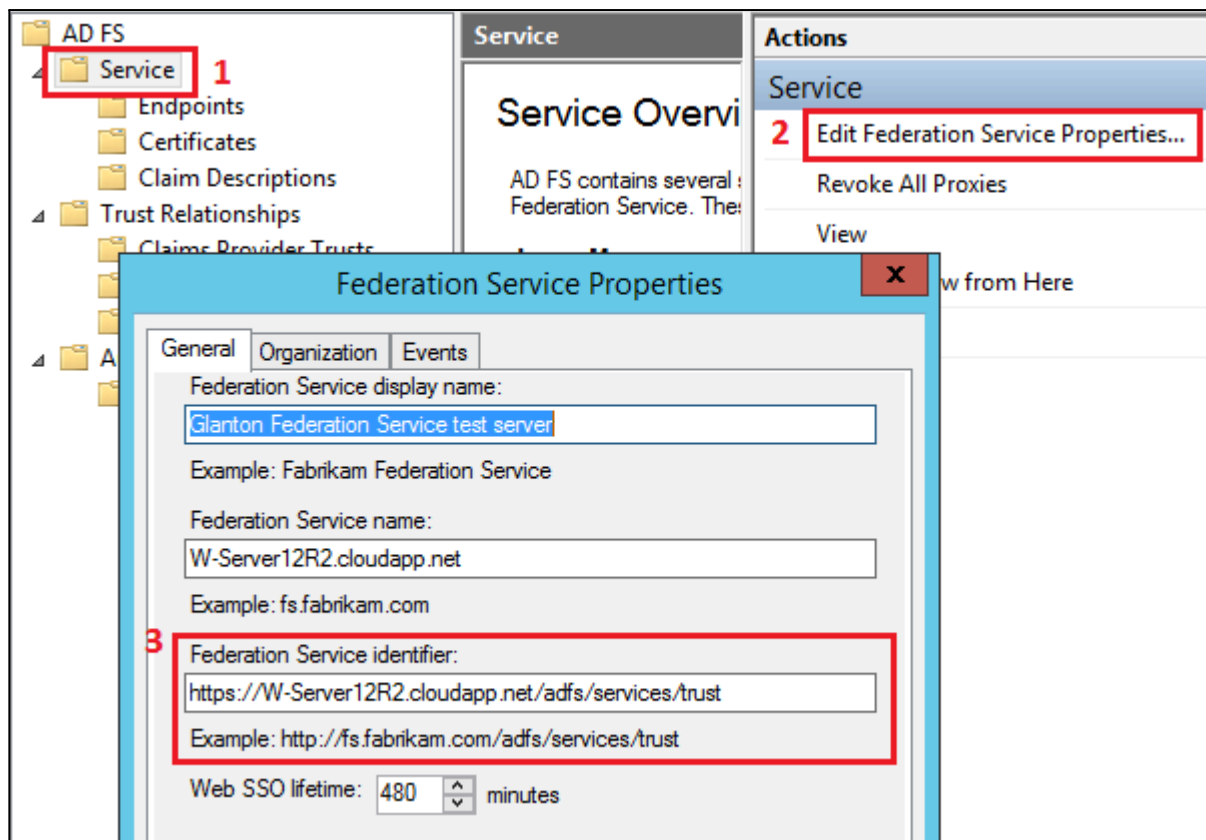 AD FS
Service
1
Endpoints
Certificates
Claim Descriptions
Trust Relationships
Claims Provider Trusts
A
Service
Service Overvi
AD FS contains several
Federation Service. The
Actions
Service
2
Edit Federation Service Properties...
Revoke All Proxies
View
w from Here
Federation Service Properties
x
General
Organization
Events
Federation Service display name:
Glanton Federation Service test server
Example: Fabrikam Federation Service
Federation Service name:
W-Server12R2.cloudapp.net
Example: fs.fabrikam.com
3
Federation Service identifier:
https://W-Server12R2.cloudapp.net/adfs/services/trust
Example: http://fs.fabrikam.com/adfs/services/trust
Web SSO lifetime: 480 minutes